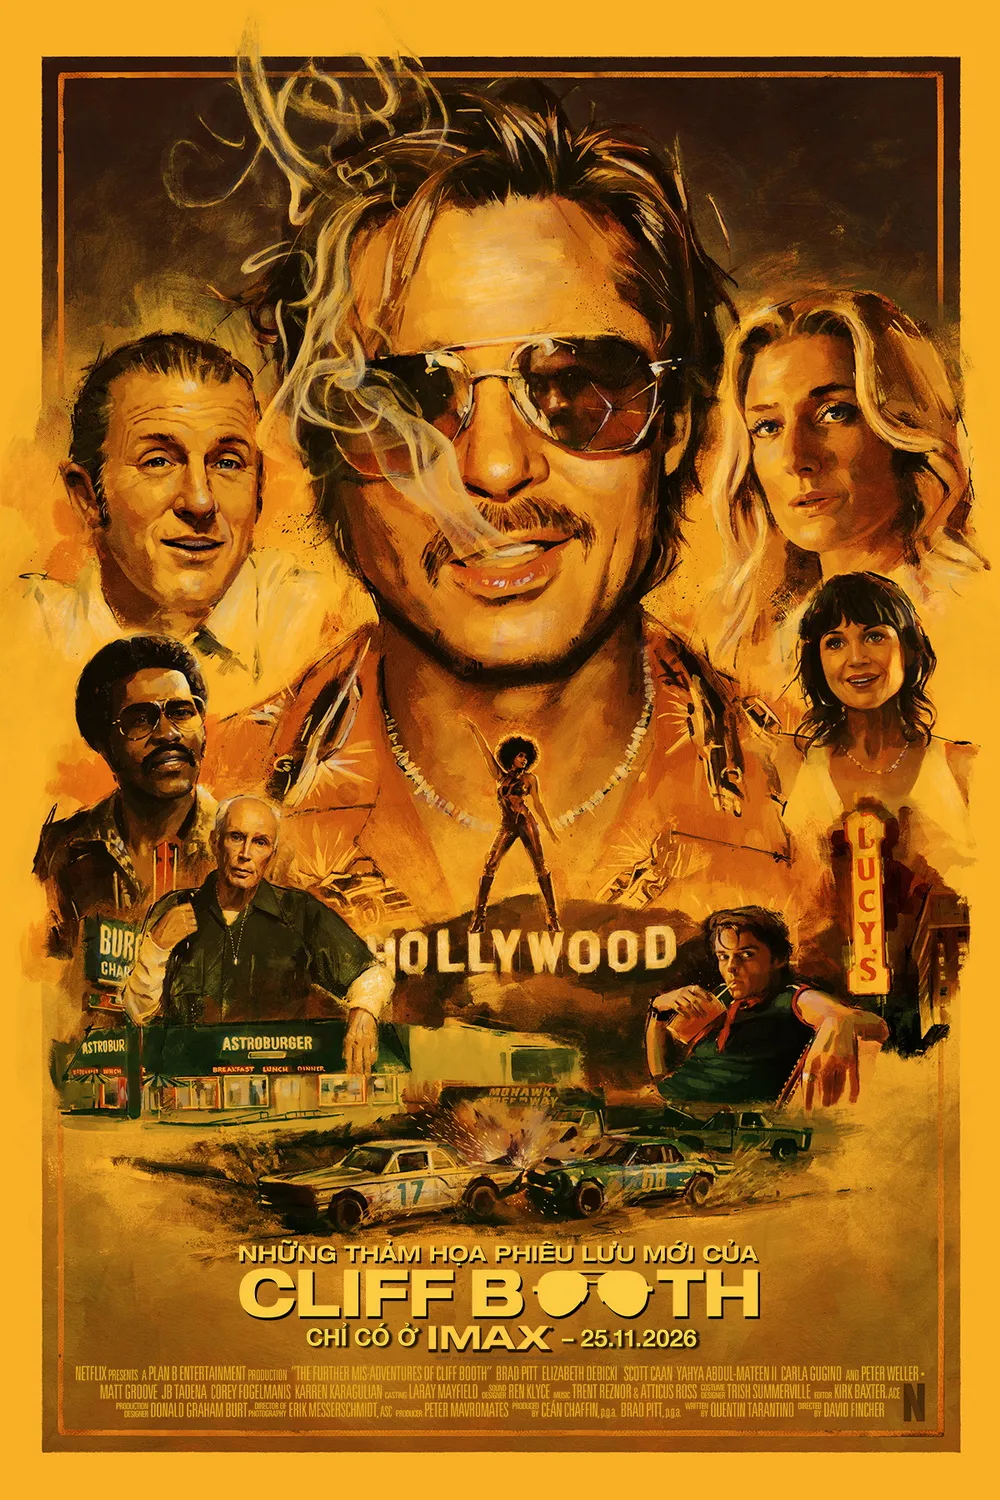 BURG
CHAR
LUCY'S
HOLLYWOOD
ASTROBUR
ASTROBURGER
BREAKFAST LUNCH DINNER
MOHAWK
SPEEDWAY
17
NHỮNG THẢM HỌA PHIÊU LƯU MỚI CỦA
CLIFF BOOTH
CHỈ CÓ Ở IMAX – 25.11.2026
NETFLIX PRESENTS A PLAN B ENTERTAINMENT PRODUCTION "THE FURTHER MIS-ADVENTURES OF CLIFF BOOTH" BRAD PITT ELIZABETH DEBICKI SCOTT CAAN YAHYA ABDUL-MATEEN II CARLA GUGINO AND PETER WELLER
MATT GROOVE JB TADENA COREY FOGELMANIS KARREN KARAGULIAN CASTING LARAY MAYFIELD SOUND DESIGNER REN KLYCE MUSIC TRENT REZNOR & ATTICUS ROSS COSTUME DESIGNER TRISH SUMMERVILLE EDITOR KIRK BAXTER, ACE
PRODUCTION DESIGNER DONALD GRAHAM BURT DIRECTOR OF PHOTOGRAPHY ERIK MESSERSCHMIDT, ASC PRODUCER PETER MAVROMATES PRODUCED BY CEÁN CHAFFIN, p.g.a. BRAD PITT, p.g.a. WRITTEN BY QUENTIN TARANTINO DIRECTED BY DAVID FINCHER
N